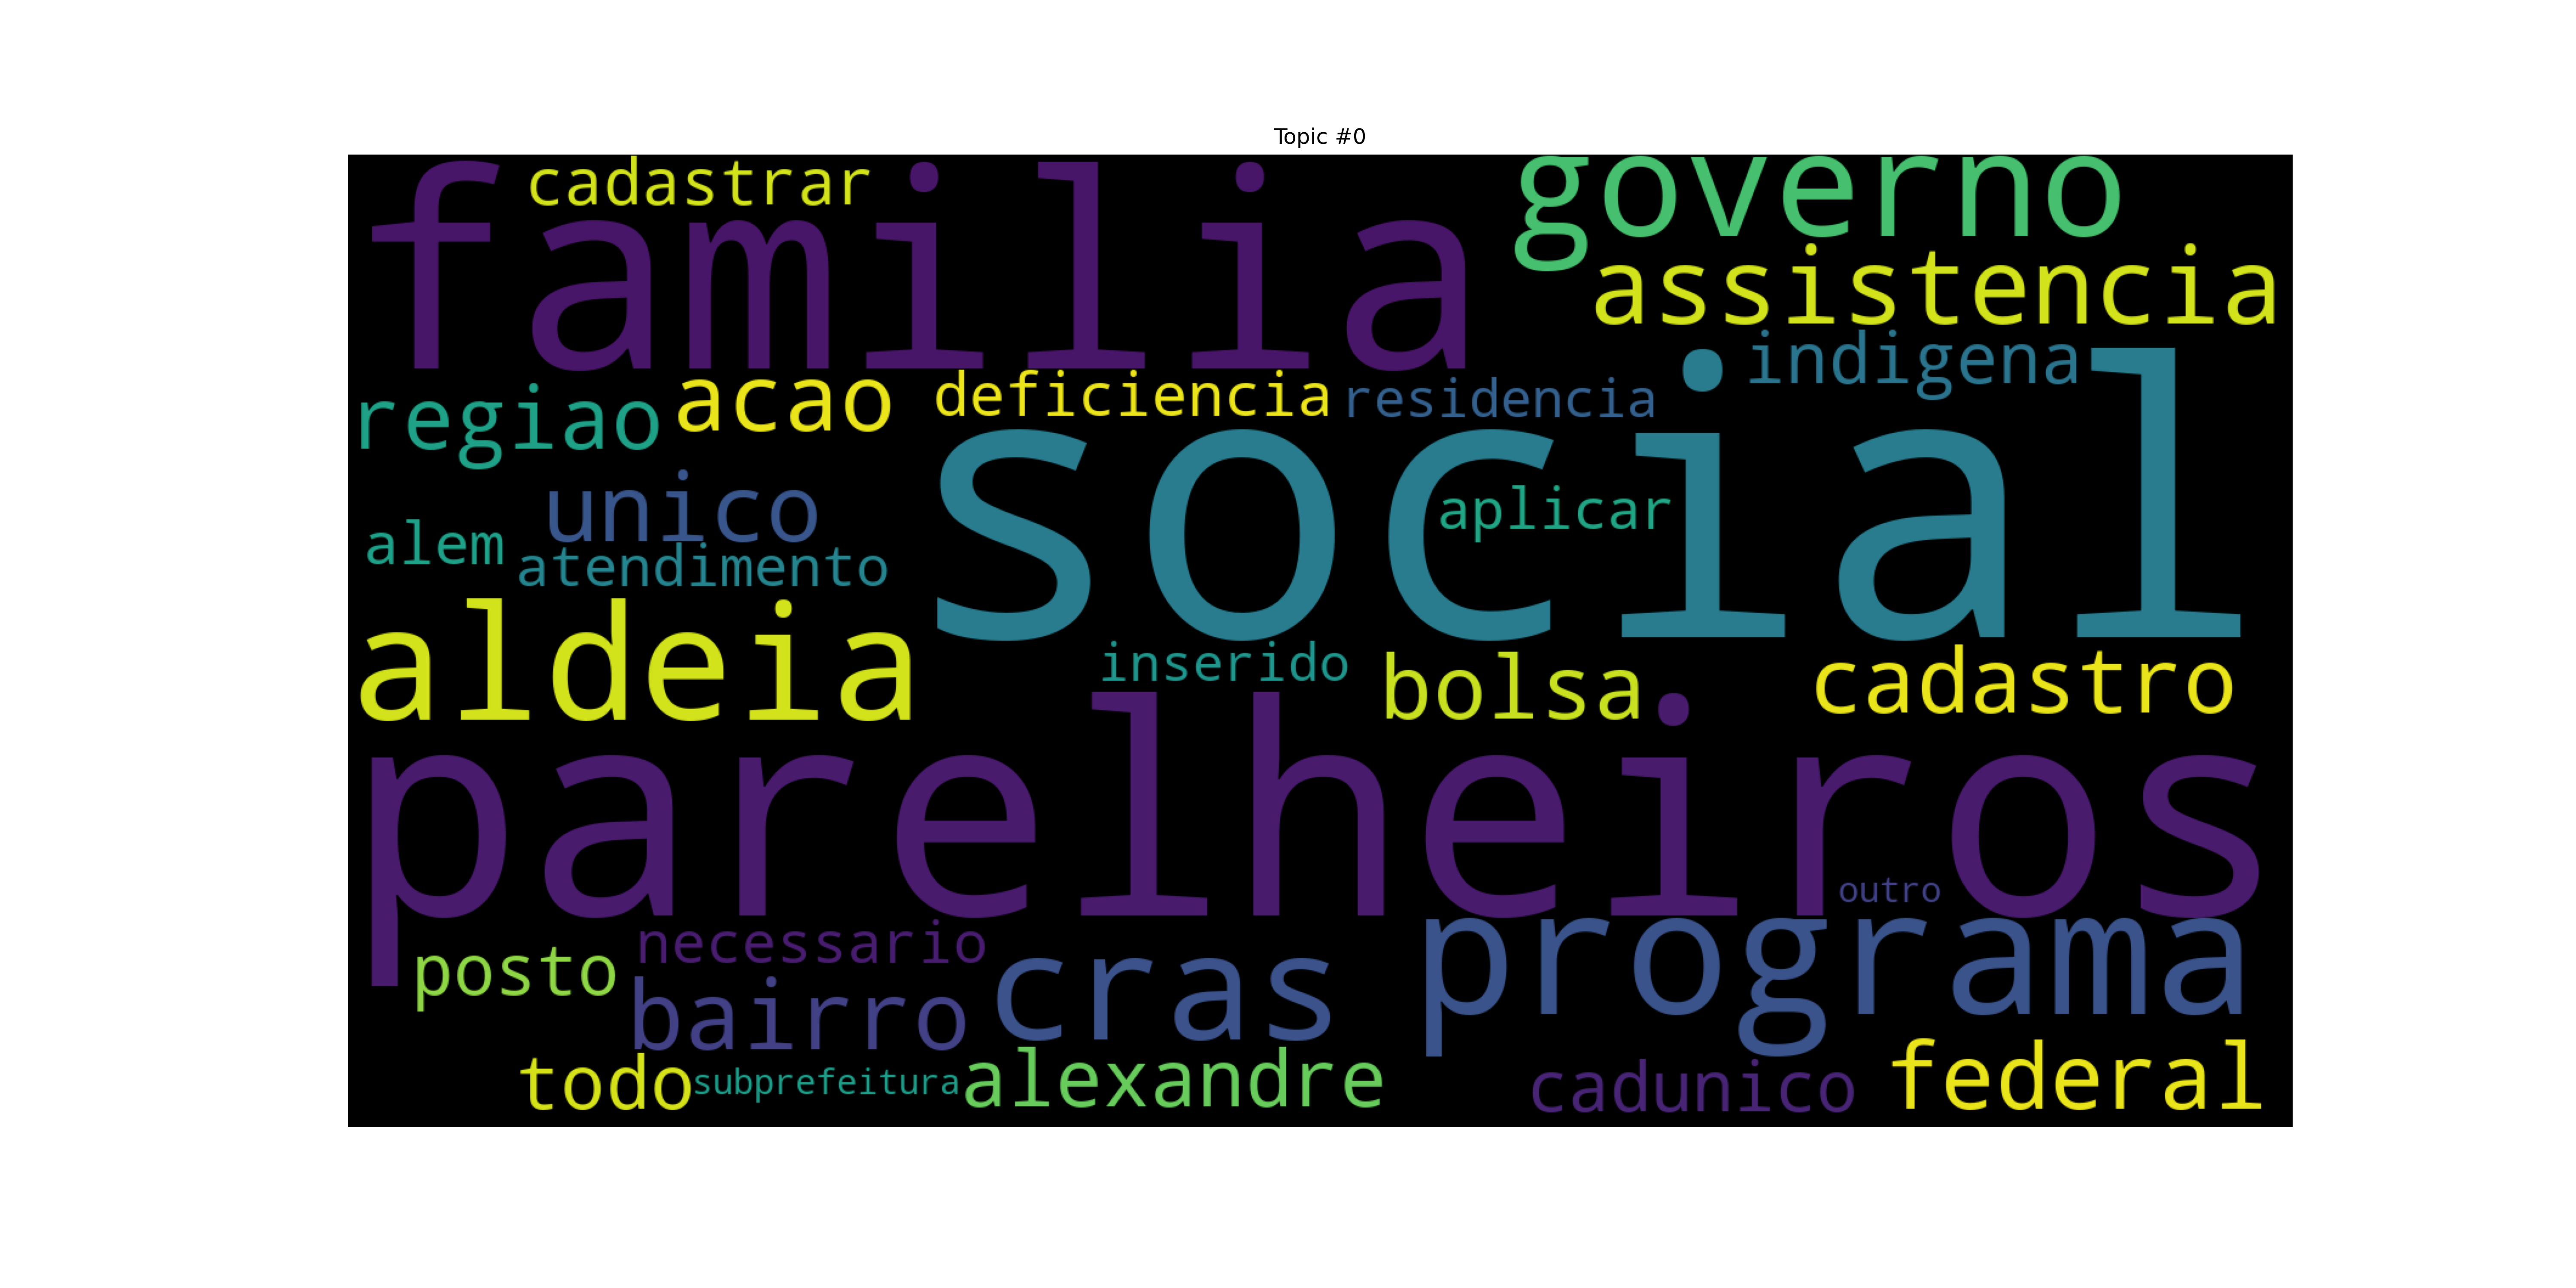 Topic #0
cadastrar
familia
governo
assistencia
indigena
regiao
acao
deficiencia
residencia
social
unico
aplicar
alem
atendimento
aldeia
inserido
bolsa
cadastro
parelheiros
outro
necessario
posto
bairro
cras
programa
todo
subprefeitura
alexandre
cadunico
federal